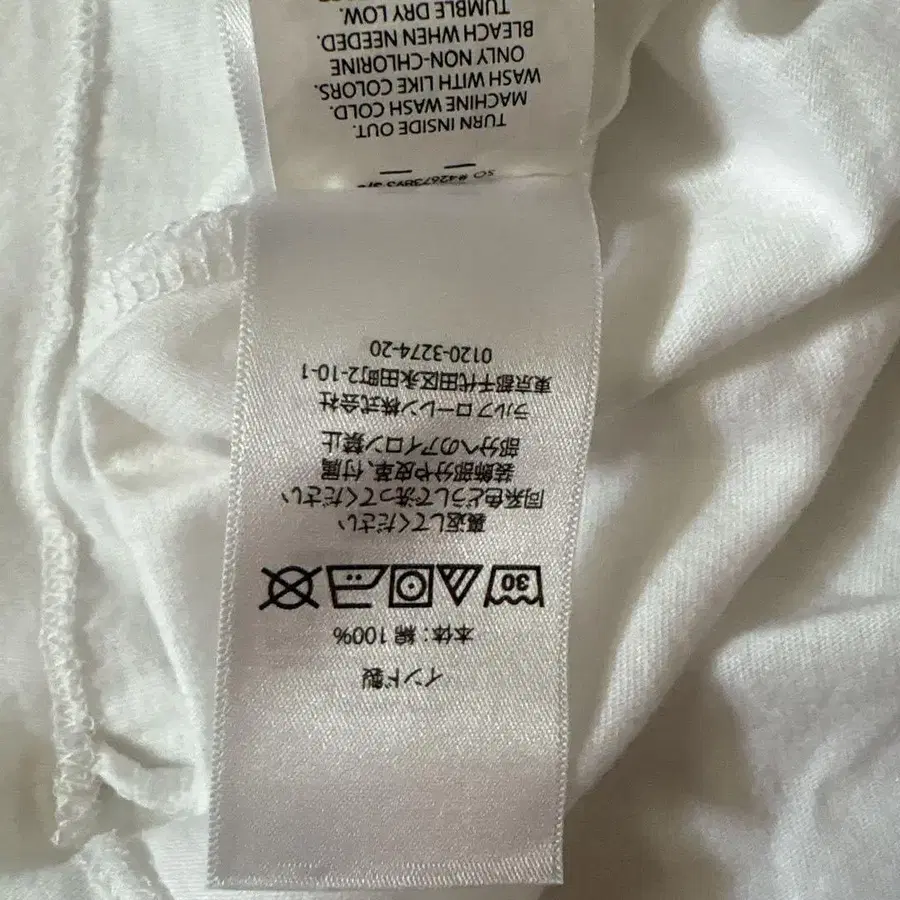 インド製
本体:綿 100%
30
裏返してください
同系色どうしで洗ってください
装飾部分や皮革、付属
部分へのアイロン禁止
ラルフローレン株式会社
東京都千代田区永田町2-10-1
0120-3274-20
SO
TURN INSIDE OUT.
MACHINE WASH COLD.
WASH WITH LIKE COLORS.
ONLY NON-CHLORINE
BLEACH WHEN NEEDED.
TUMBLE DRY LOW.